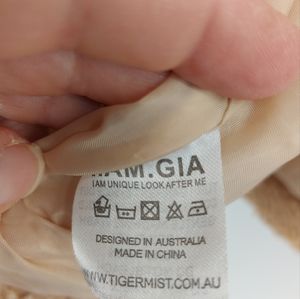 I.AM.GIA
I AM UNIQUE LOOK AFTER ME
DESIGNED IN AUSTRALIA
MADE IN CHINA
WWW.TIGERMIST.COM.AU